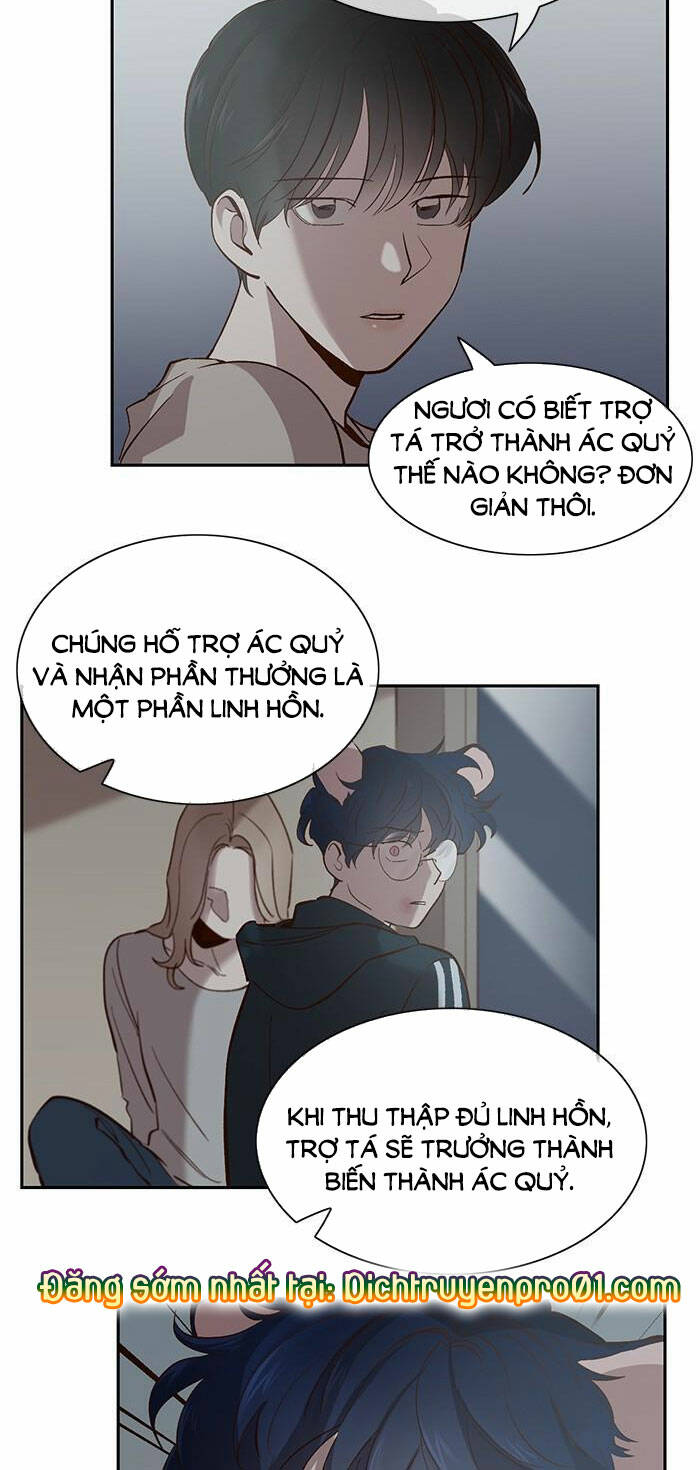 NGƯƠI CÓ BIẾT TRỢ
TÁ TRỞ THÀNH ÁC QUỶ
THẾ NÀO KHÔNG? ĐƠN
GIẢN THÔI.
CHÚNG HỖ TRỢ ÁC QUỶ
VÀ NHẬN PHẦN THƯỞNG LÀ
MỘT PHẦN LINH HỒN.
KHI THU THẬP ĐỦ LINH HỒN,
TRỢ TÁ SẼ TRƯỞNG THÀNH
BIẾN THÀNH ÁC QUỶ.
Đăng sớm nhất tại: Dichtruyenpro01.com